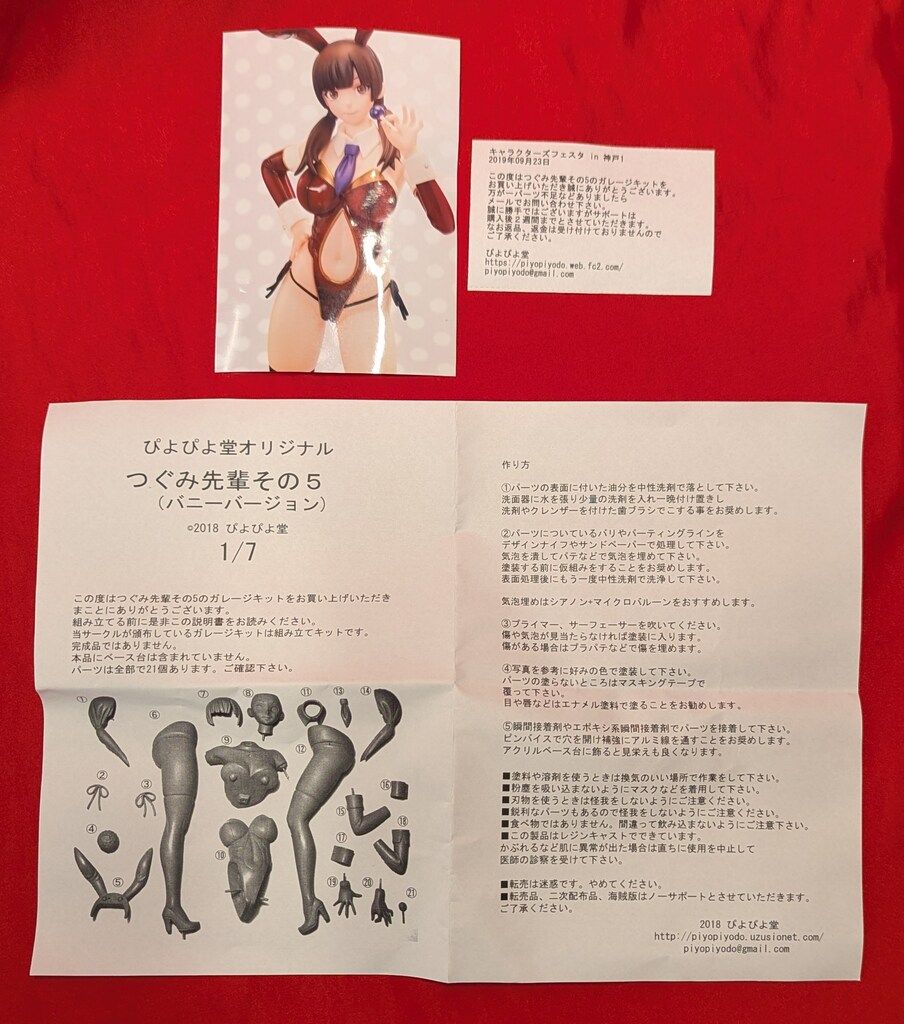 キャラクターズフェスタ in 神戸1
2019年09月23日
この度はつぐみ先輩その5のガレージキットを
お買い上げいただき誠にありがとうございます。
万が一パーツ不足などありましたら
メールでお問い合わせ下さい。
誠に勝手ではございますがサポートは
購入後2週間までとさせていただきます。
なお返品、返金は受け付けておりませんので
ご了承ください。
ぴよぴよ堂
https://piyopiyodo.web.fc2.com/
piyopiyodo@gmail.com
ぴよぴよ堂オリジナル
つぐみ先輩その5
(バニーバージョン)
©2018 ぴよぴよ堂
1/7
この度はつぐみ先輩その5のガレージキットをお買い上げいただき
まことにありがとうございます。
組み立てる前に是非この説明書をお読みください。
当サークルが頒布しているガレージキットは組み立てキットです。
完成品ではありません。
本品にベース台は含まれていません。
パーツは全部で21個あります。ご確認下さい。
① ⑥ ⑦ ⑧ ⑪ ⑬ ⑭
⑨ ⑫
② ③ ⑯
⑮
④ ⑱
⑩ ⑰
⑤ ⑲ ⑳ ㉑
作り方
①パーツの表面に付いた油分を中性洗剤で落として下さい。
洗面器に水を張り少量の洗剤を入れ一晩付け置きし
洗剤やクレンザーを付けた歯ブラシでこする事をお奨めします。
②パーツについているバリやパーティングラインを
デザインナイフやサンドペーパーで処理して下さい。
気泡を潰してパテなどで気泡を埋めて下さい。
塗装する前に仮組みをすることをお奨めします。
表面処理後にもう一度中性洗剤で洗浄して下さい。
気泡埋めはシアノン+マイクロバルーンをおすすめします。
③プライマー、サーフェーサーを吹いてください。
傷や気泡が見当たらなければ塗装に入ります。
傷がある場合はプラパテなどで傷を埋めます。
④写真を参考に好みの色で塗装して下さい。
パーツの塗らないところはマスキングテープで
覆って下さい。
目や唇などはエナメル塗料で塗ることをお勧めします。
⑤瞬間接着剤やエポキシ系瞬間接着剤でパーツを接着して下さい。
ピンバイスで穴を開け補強にアルミ線を通すことをお奨めします。
アクリルベース台に飾ると見栄えも良くなります。
■塗料や溶剤を使うときは換気のいい場所で作業をして下さい。
■粉塵を吸い込まないようにマスクなどを着用して下さい。
■刃物を使うときは怪我をしないようにご注意ください。
■鋭利なパーツもあるので怪我をしないようにご注意ください。
■食べ物ではありません。間違って飲み込まないようにご注意下さい。
■この製品はレジンキャストでできています。
かぶれるなど肌に異常が出た場合は直ちに使用を中止して
医師の診察を受けて下さい。
■転売は迷惑です。やめてください。
■転売品、二次配布品、海賊版はノーサポートとさせていただきます。
ご了承ください。
2018 ぴよぴよ堂
http://piyopiyodo.uzusionet.com/
piyopiyodo@gmail.com